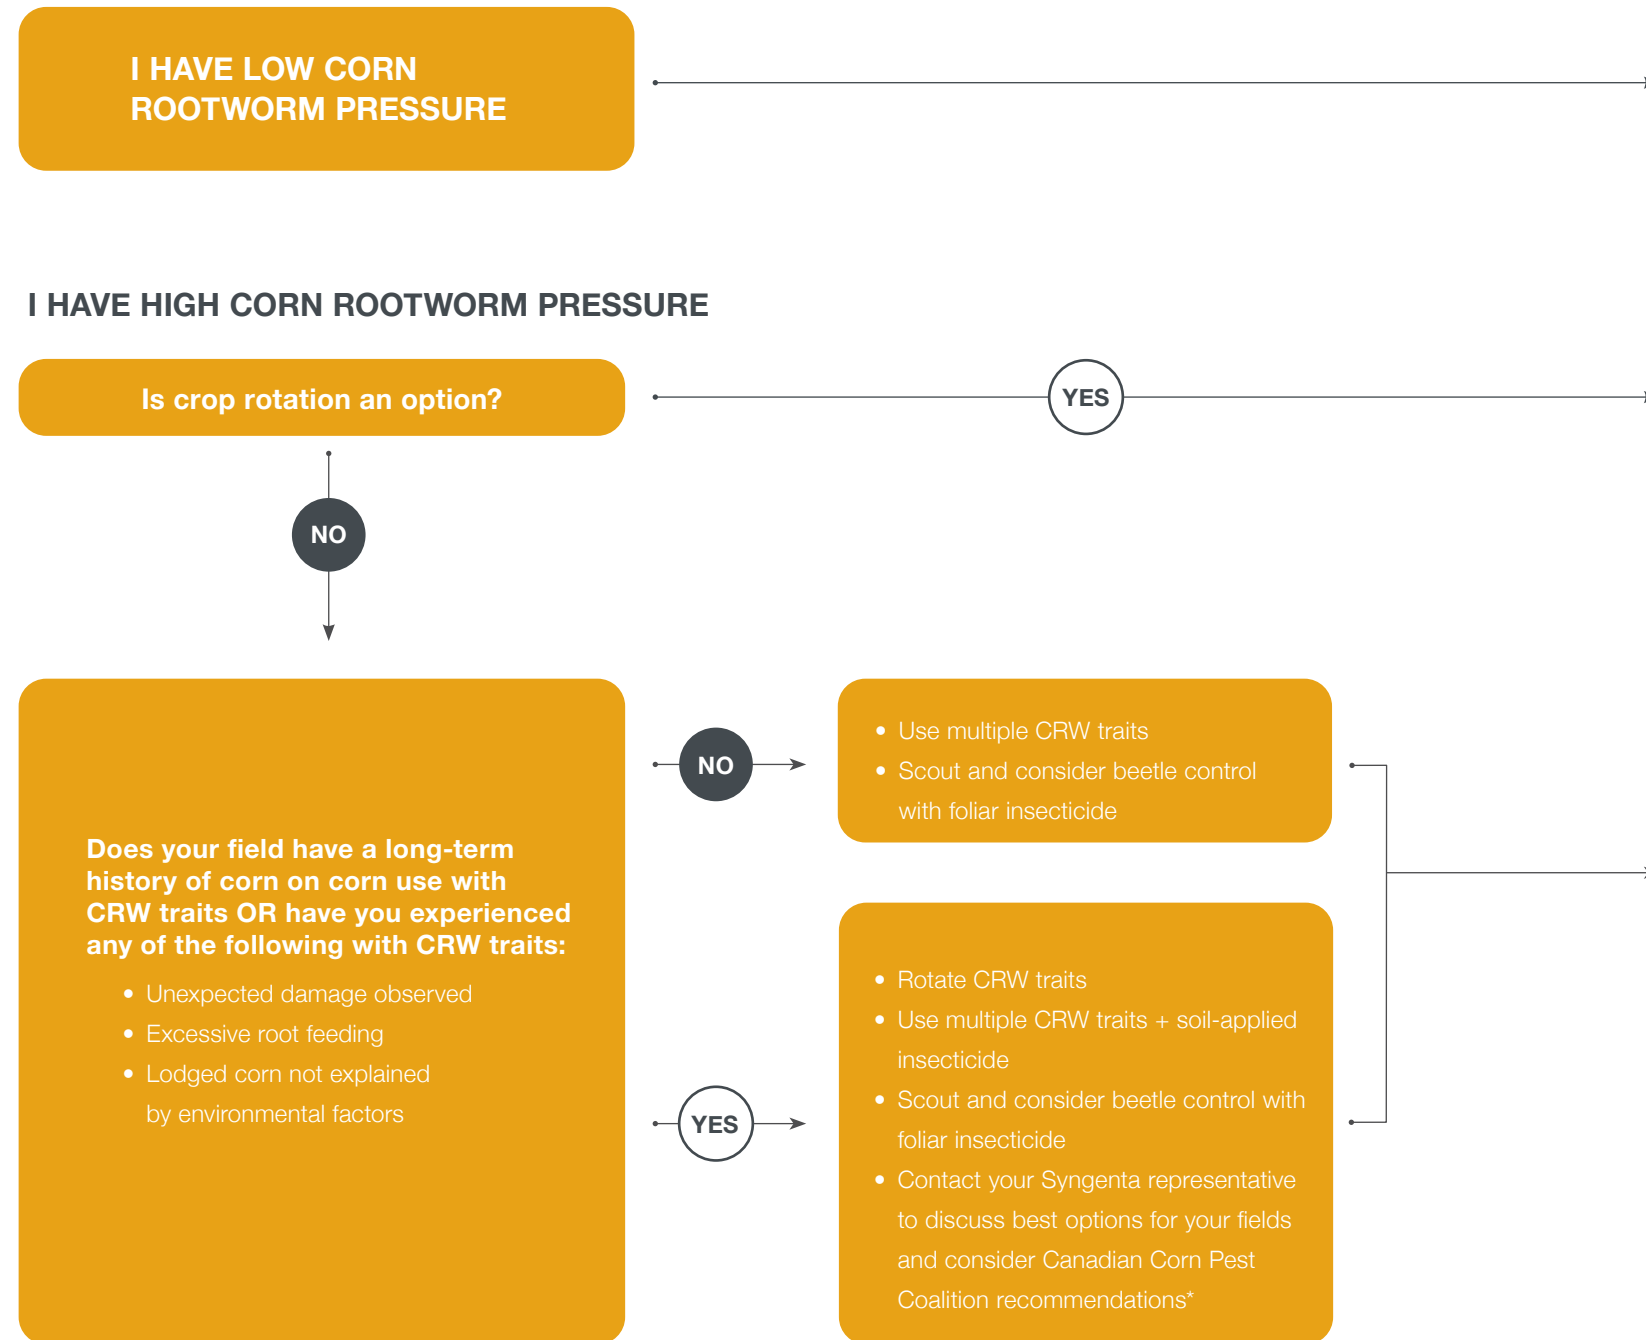 I HAVE LOW CORN
ROOTWORM PRESSURE
I HAVE HIGH CORN ROOTWORM PRESSURE
Is crop rotation an option?
YES
NO
Does your field have a long-term
history of corn on corn use with
CRW traits OR have you experienced
any of the following with CRW traits:
• Unexpected damage observed
• Excessive root feeding
• Lodged corn not explained
by environmental factors
NO
• Use multiple CRW traits
• Scout and consider beetle control
with foliar insecticide
YES
• Rotate CRW traits
• Use multiple CRW traits + soil-applied
insecticide
• Scout and consider beetle control with
foliar insecticide
• Contact your Syngenta representative
to discuss best options for your fields
and consider Canadian Corn Pest
Coalition recommendations*